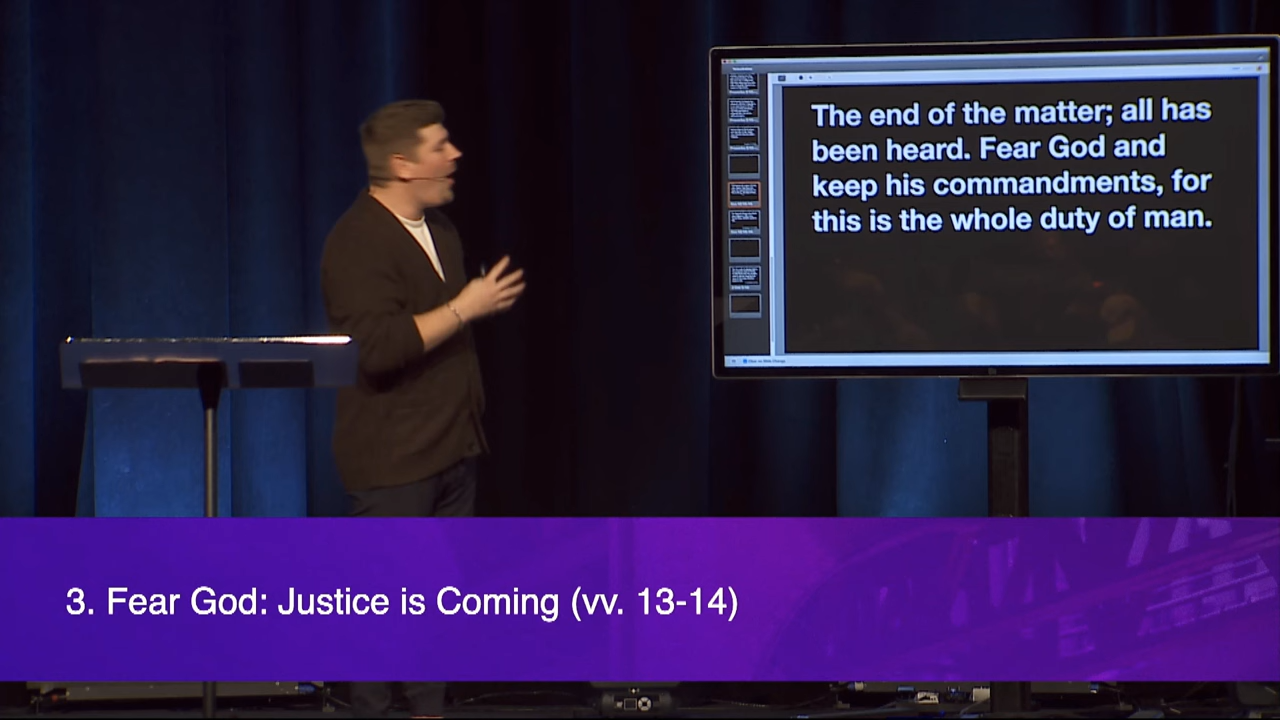 The end of the matter; all has
been heard. Fear God and
keep his commandments, for
this is the whole duty of man.
3. Fear God: Justice is Coming (vv. 13-14)